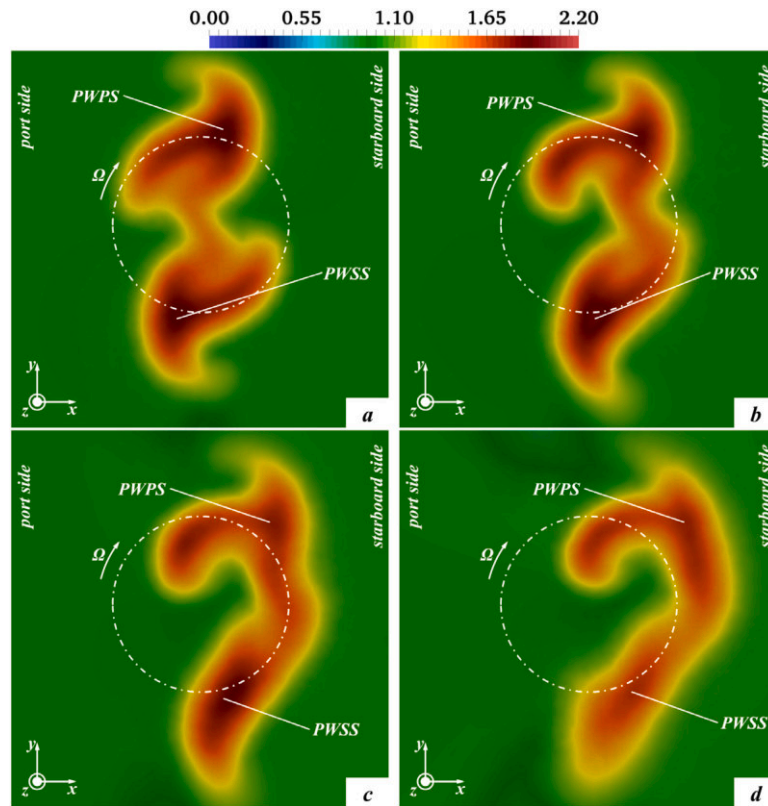 0.00 0.55 1.10 1.65 2.20
port side
PWPS
starboard side
Ω
PWSS
y
z
x
a
port side
PWPS
starboard side
Ω
PWSS
y
z
x
b
port side
PWPS
starboard side
Ω
PWSS
y
z
x
c
port side
PWPS
starboard side
Ω
PWSS
y
z
x
d